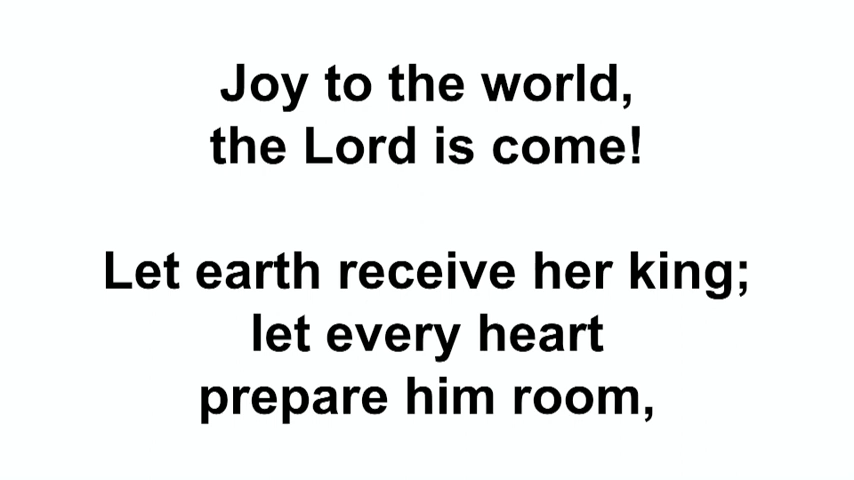 Joy to the world,
the Lord is come!
Let earth receive her king;
let every heart
prepare him room,